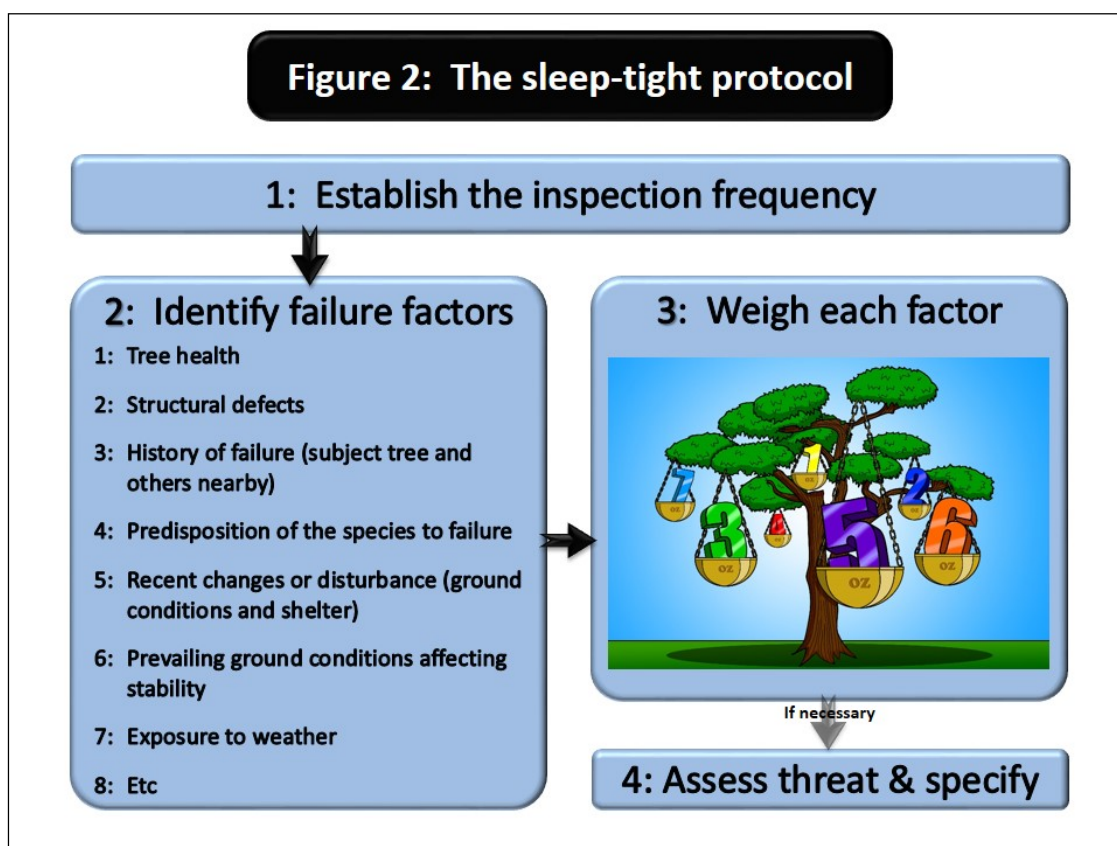 Figure 2: The sleep-tight protocol
1: Establish the inspection frequency
2: Identify failure factors
1: Tree health
2: Structural defects
3: History of failure (subject tree and
others nearby)
4: Predisposition of the species to failure
5: Recent changes or disturbance (ground
conditions and shelter)
6: Prevailing ground conditions affecting
stability
7: Exposure to weather
8: Etc
3: Weigh each factor
1
OZ
7
OZ
2
OZ
3
OZ
4
5
OZ
6
OZ
If necessary
4: Assess threat & specify